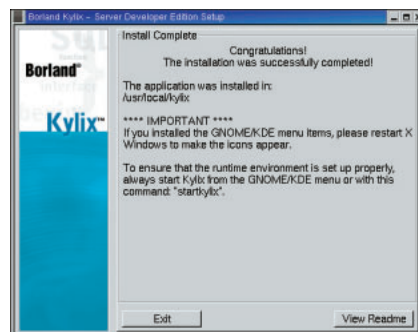 Borland Kylix - Server Developer Edition Setup
Install Complete
Congratulations!
The installation was successfully completed!
Borland
Kylix™
The application was installed in:
/usr/local/kylix
**** IMPORTANT ****
If you installed the GNOME/KDE menu items, please restart X
Windows to make the icons appear.
To ensure that the runtime environment is set up properly,
always start Kylix from the GNOME/KDE menu or with this
command: "startkylix".
Exit
View Readme